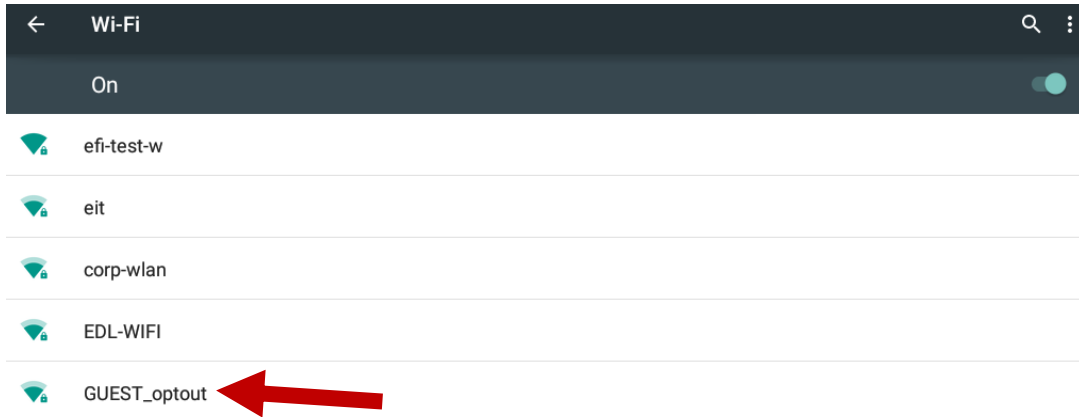 Wi-Fi
On
efi-test-w
eit
corp-wlan
EDL-WIFI
GUEST_optout